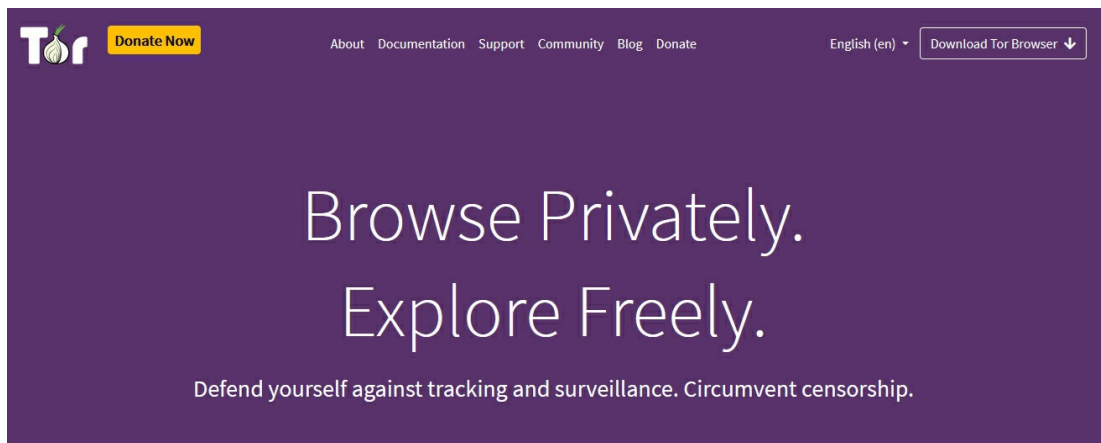 Tor Donate Now About Documentation Support Community Blog Donate English (en) Download Tor Browser
Browse Privately.
Explore Freely.
Defend yourself against tracking and surveillance. Circumvent censorship.